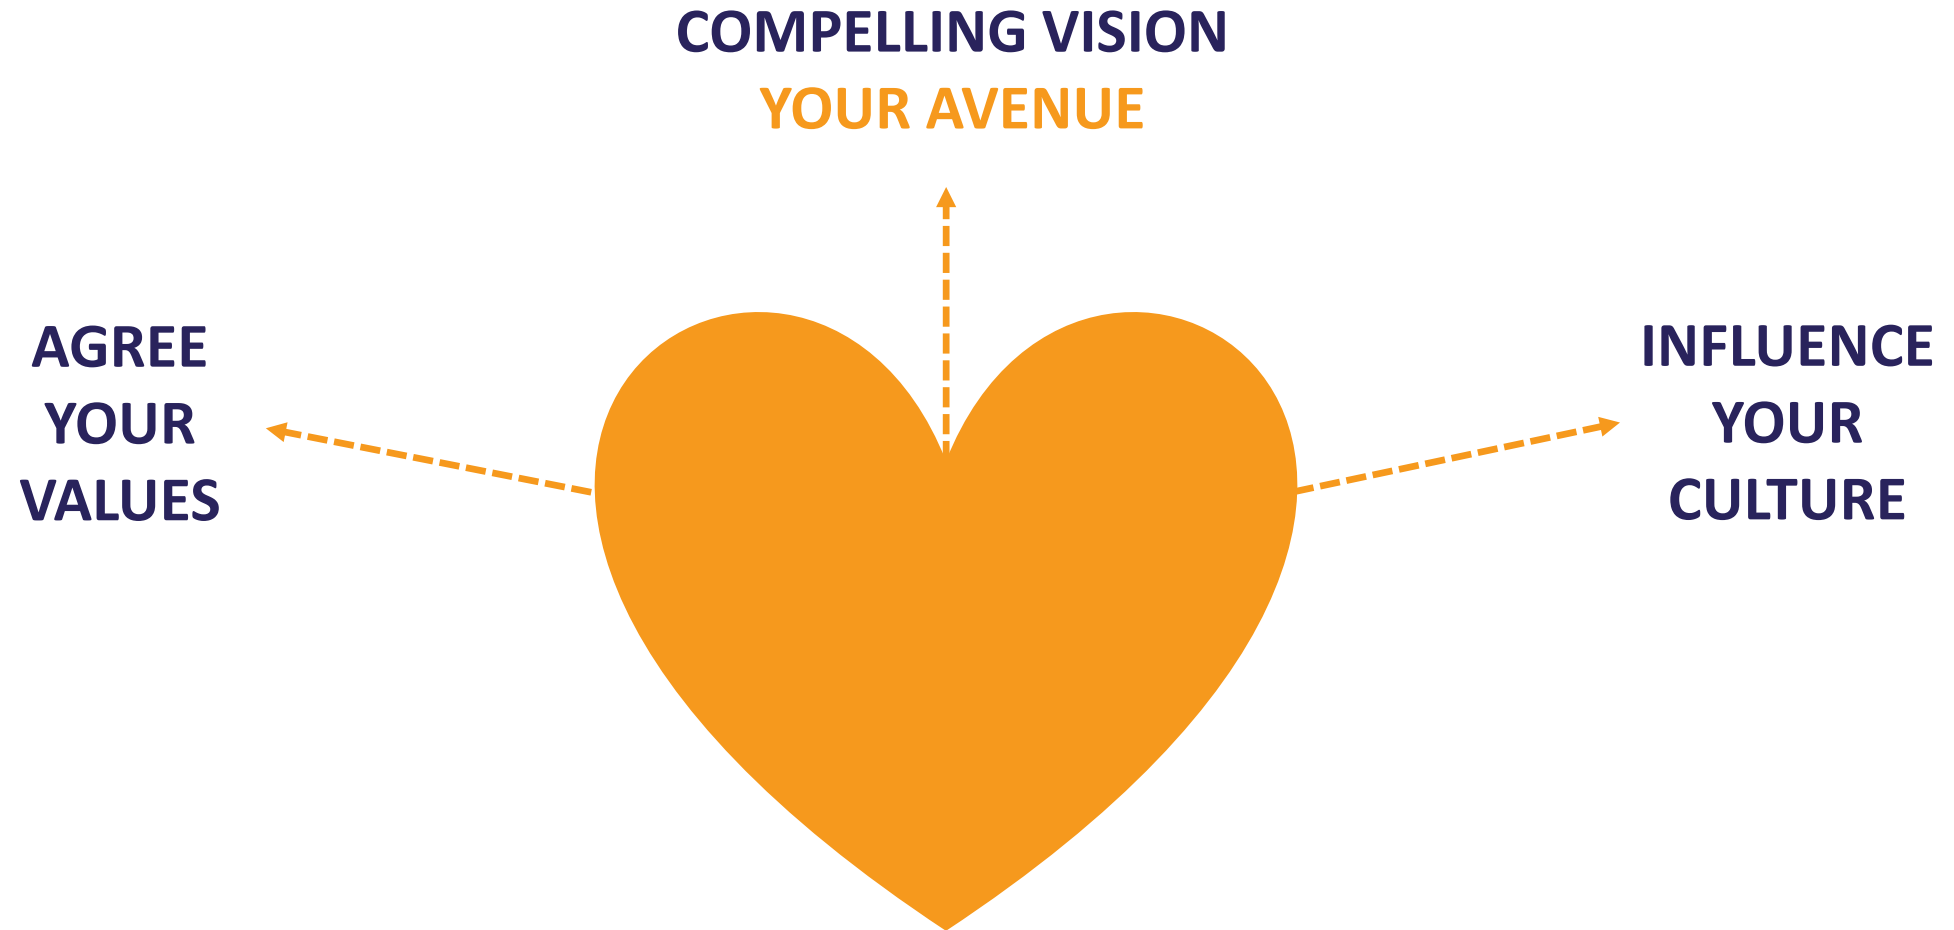 COMPELLING VISION
YOUR AVENUE
AGREE
YOUR
VALUES
INFLUENCE
YOUR
CULTURE